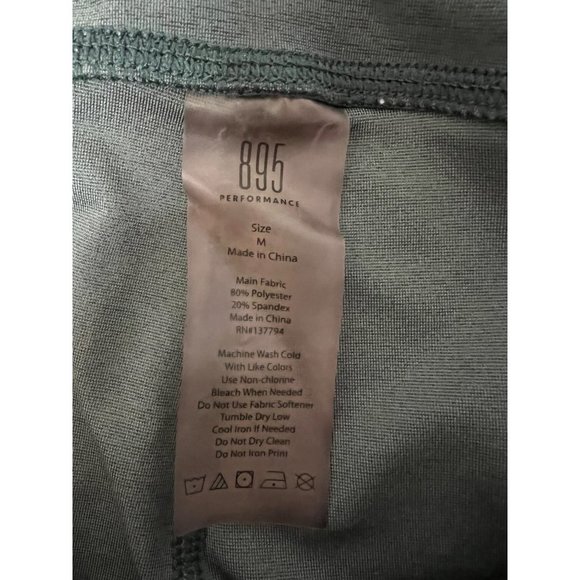 895
PERFORMANCE
Size
M
Made in China
Main Fabric
80% Polyester
20% Spandex
Made in China
RN#137794
Machine Wash Cold
With Like Colors
Use Non-chlorine
Bleach When Needed
Do Not Use Fabric Softener
Tumble Dry Low
Cool Iron If Needed
Do Not Dry Clean
Do Not Iron Print